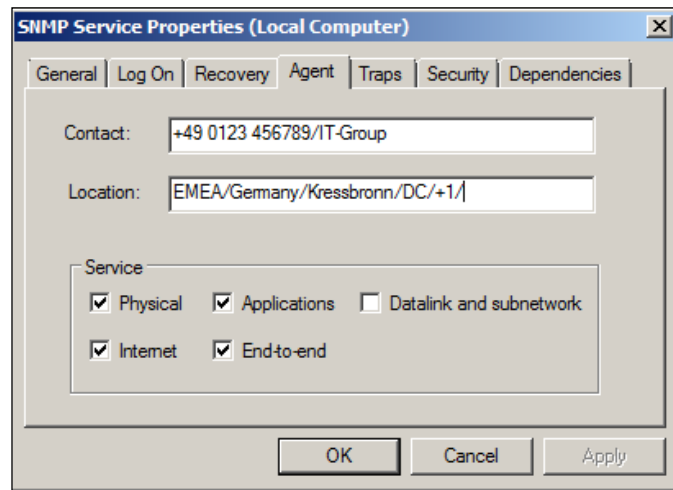 SNMP Service Properties (Local Computer)
General Log On Recovery Agent Traps Security Dependencies
Contact: +49 0123 456789/IT-Group
Location: EMEA/Germany/Kressbronn/DC/+1/
Service
Physical Applications Datalink and subnetwork
Internet End-to-end
OK Cancel Apply